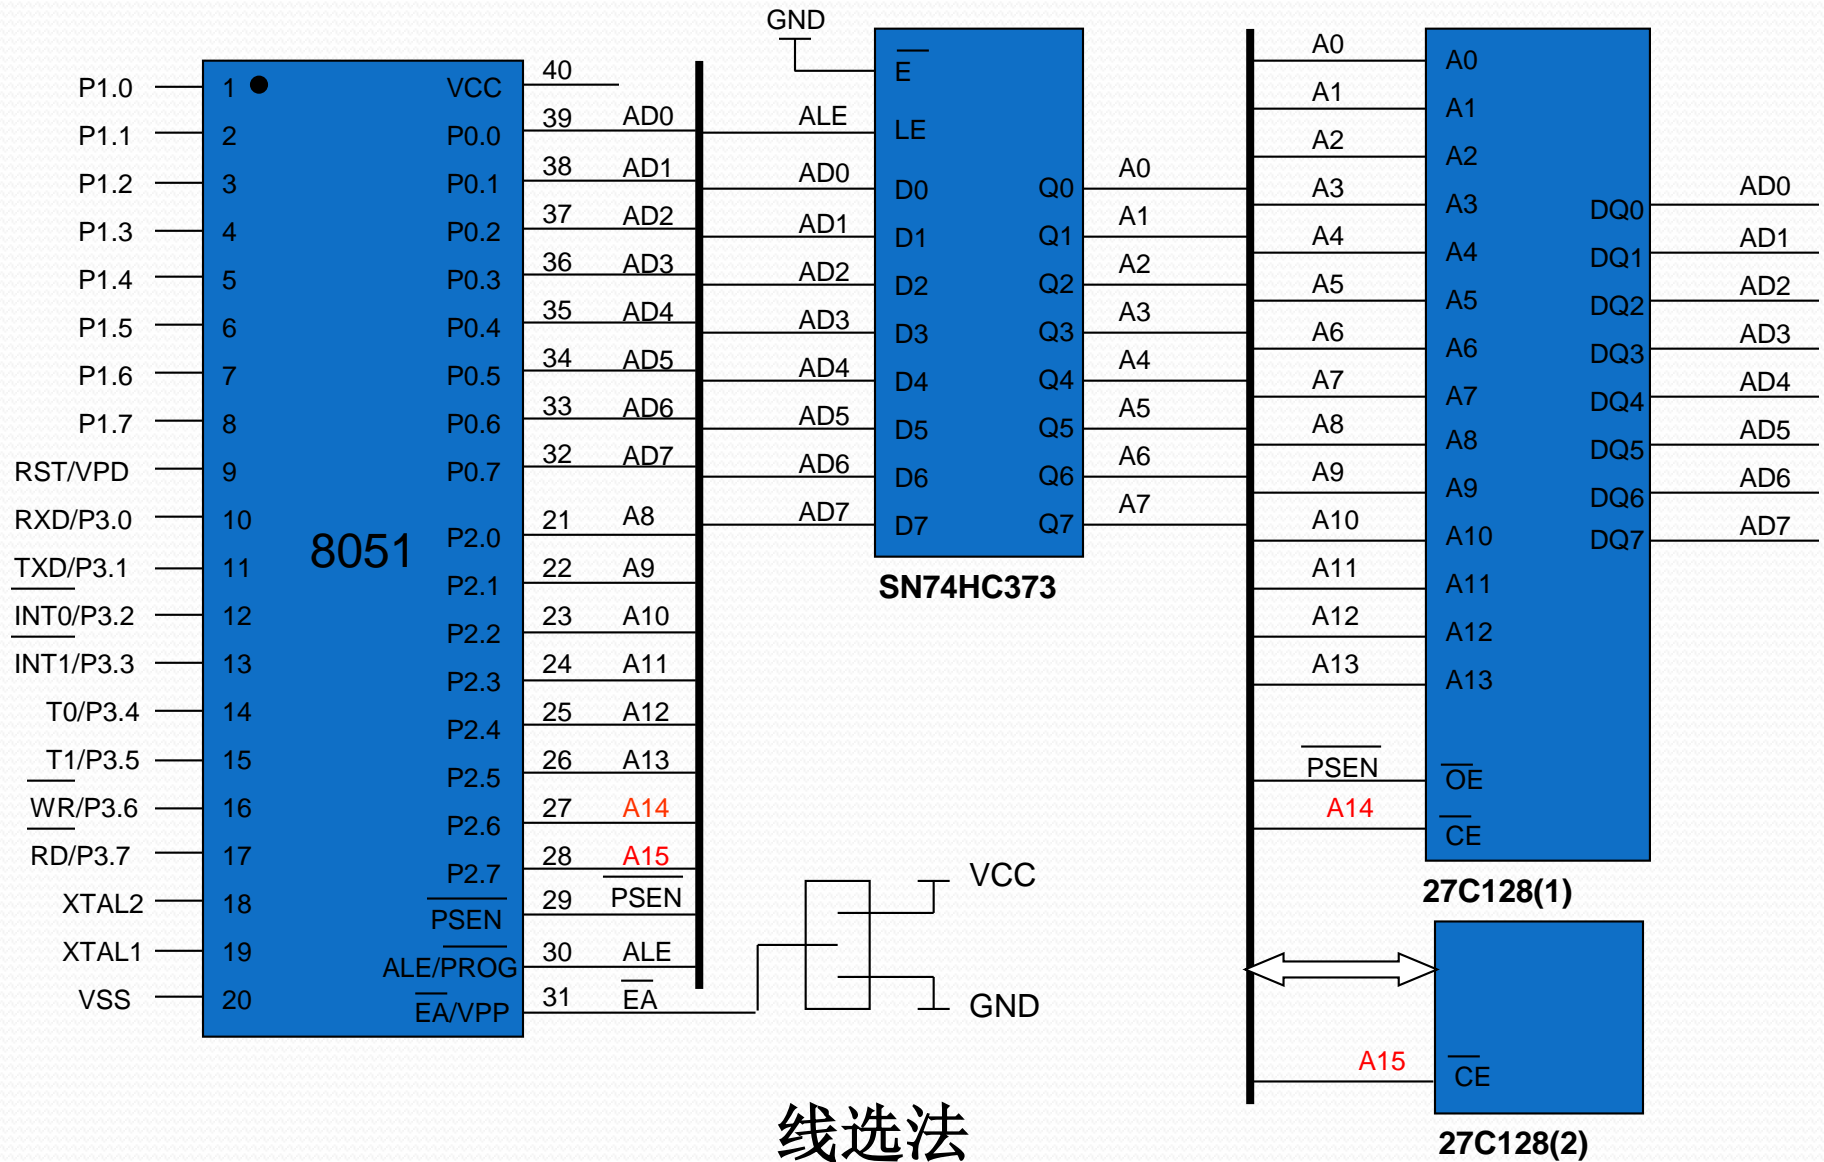 GND
P1.0
P1.1
P1.2
P1.3
P1.4
P1.5
P1.6
P1.7
RST/VPD
RXD/P3.0
TXD/P3.1
INT0/P3.2
INT1/P3.3
T0/P3.4
T1/P3.5
WR/P3.6
RD/P3.7
XTAL2
XTAL1
VSS
1
2
3
4
5
6
7
8
9
10
11
12
13
14
15
16
17
18
19
20
8051
VCC
P0.0
P0.1
P0.2
P0.3
P0.4
P0.5
P0.6
P0.7
P2.0
P2.1
P2.2
P2.3
P2.4
P2.5
P2.6
P2.7
PSEN
ALE/PROG
EA/VPP
40
39 AD0
38 AD1
37 AD2
36 AD3
35 AD4
34 AD5
33 AD6
32 AD7
21 A8
22 A9
23 A10
24 A11
25 A12
26 A13
27 A14
28 A15
29 PSEN
30 ALE
31 EA
VCC
GND
ALE
AD0
AD1
AD2
AD3
AD4
AD5
AD6
AD7
E
LE
D0 Q0
D1 Q1
D2 Q2
D3 Q3
D4 Q4
D5 Q5
D6 Q6
D7 Q7
SN74HC373
A0
A1
A2
A3
A4
A5
A6
A7
A0
A1
A2
A3
A4
A5
A6
A7
A8
A9
A10
A11
A12
A13
PSEN
A14
A0
A1
A2
A3
A4
A5
A6
A7
A8
A9
A10
A11
A12
A13
OE
CE
DQ0
DQ1
DQ2
DQ3
DQ4
DQ5
DQ6
DQ7
AD0
AD1
AD2
AD3
AD4
AD5
AD6
AD7
27C128(1)
A15
CE
27C128(2)
线选法